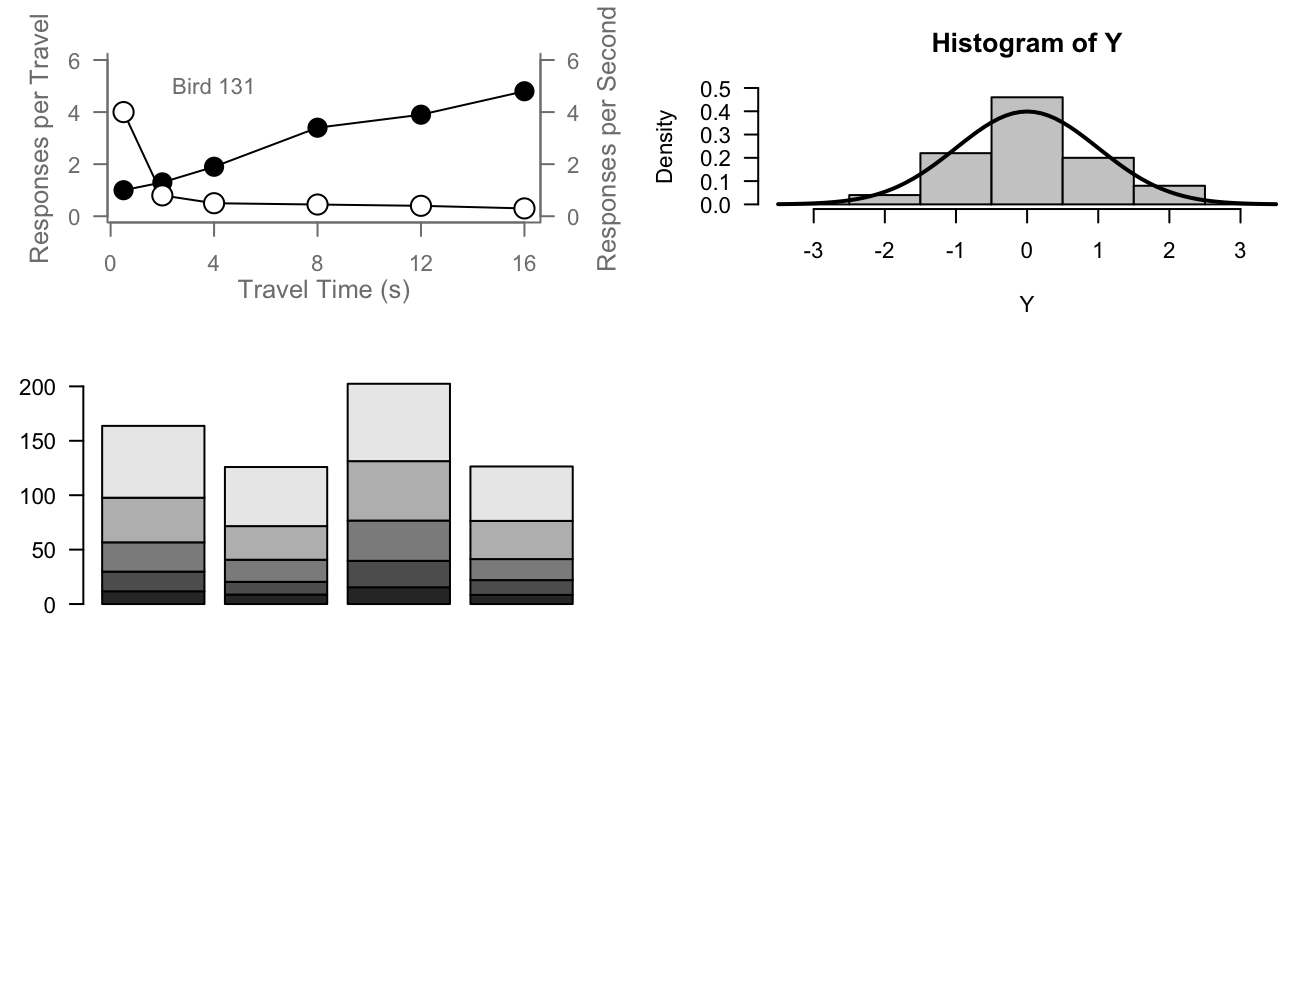 Responses per Travel
6
4
2
0
Bird 131
6
4
2
0
Responses per Second
0 4 8 12 16
Travel Time (s)
Histogram of Y
Density
0.5
0.4
0.3
0.2
0.1
0.0
-3 -2 -1 0 1 2 3
Y
200
150
100
50
0